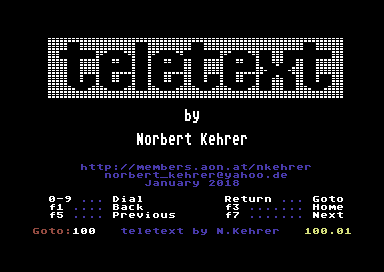 teletext
by
Norbert Kehrer
http://members.aon.at/nkehrer
norbert_kehrer@yahoo.de
January 2018
0-9 ... Dial Return ... Goto
f1 .... Back f3 ....... Home
f5 .... Previous f7 ....... Next
Goto:100 teletext by N.Kehrer 100.01